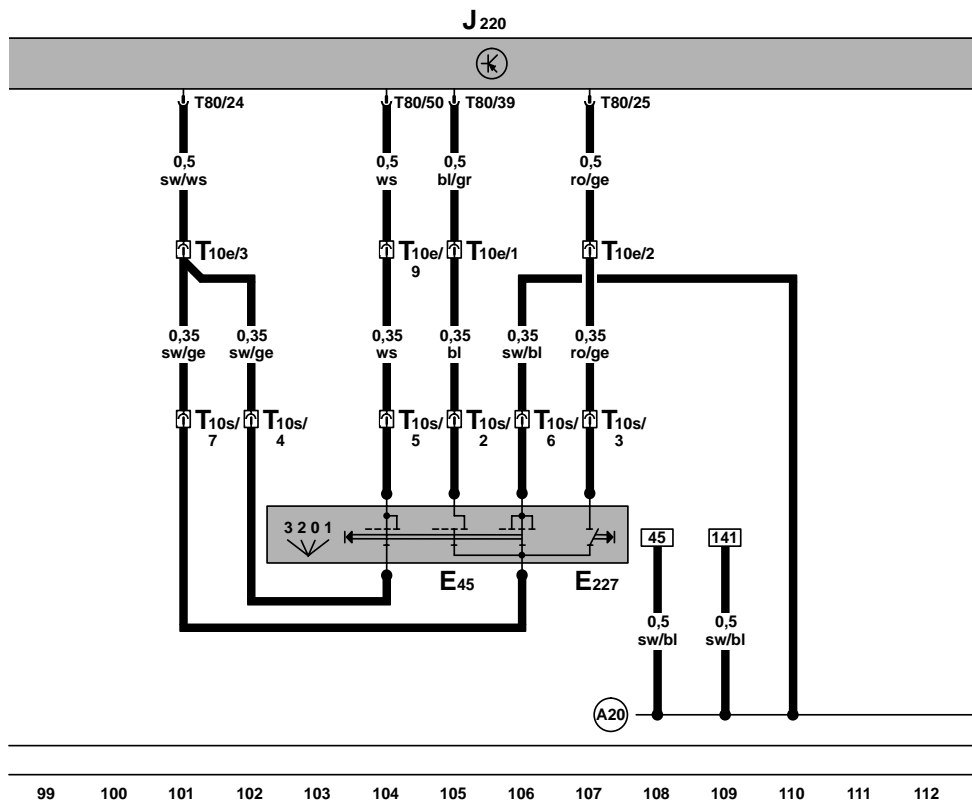 J 220
T80/24 T80/50 T80/39 T80/25
0,5 0,5 0,5 0,5
sw/ws ws bl/gr ro/ge
T10e/3 T10e/ T10e/1 T10e/2
9
0,35 0,35 0,35 0,35 0,35 0,35
sw/ge sw/ge ws bl sw/bl ro/ge
T10s/ T10s/ T10s/ T10s/ T10s/ T10s/
7 4 5 2 6 3
3 2 0 1
45 141
E45 E227
0,5 0,5
sw/bl sw/bl
A20
99 100 101 102 103 104 105 106 107 108 109 110 111 112